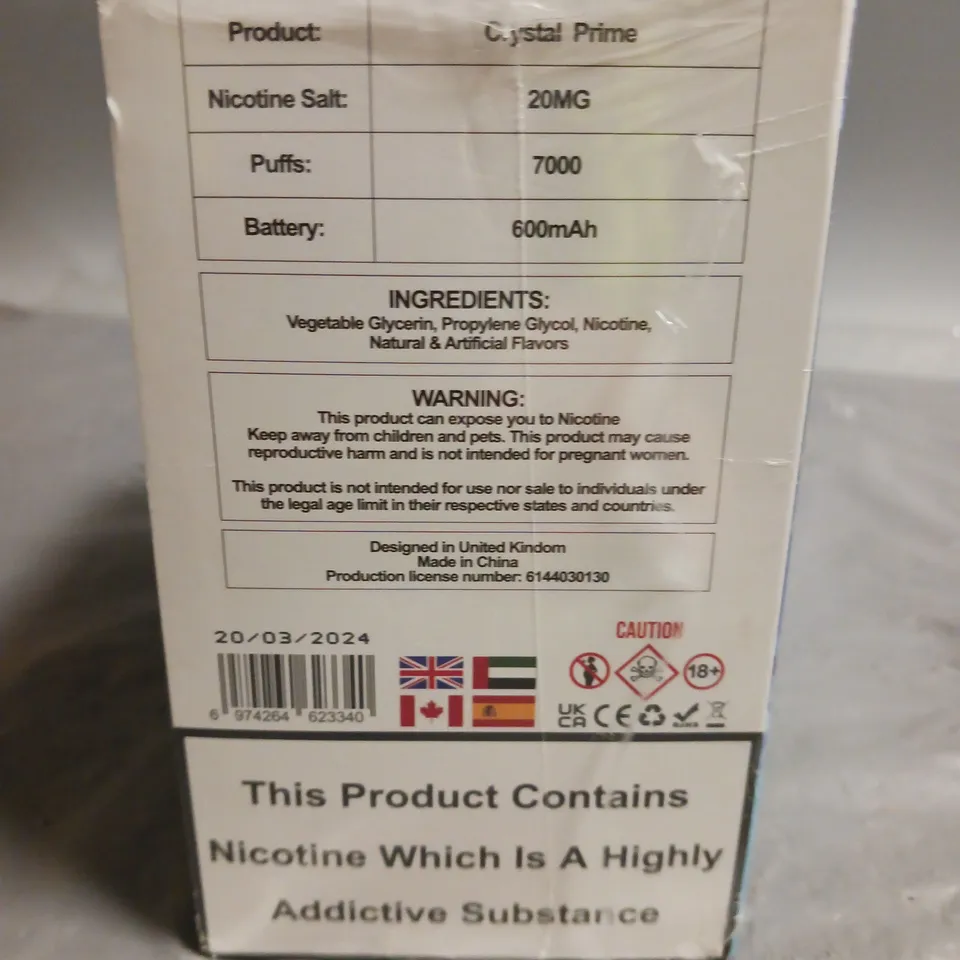 Product: Crystal Prime
Nicotine Salt: 20MG
Puffs: 7000
Battery: 600mAh
INGREDIENTS:
Vegetable Glycerin, Propylene Glycol, Nicotine,
Natural & Artificial Flavors
WARNING:
This product can expose you to Nicotine
Keep away from children and pets. This product may cause
reproductive harm and is not intended for pregnant women.
This product is not intended for use nor sale to individuals under
the legal age limit in their respective states and countries.
Designed in United Kindom
Made in China
Production license number: 6144030130
20/03/2024
6 974264 623340
CAUTION
18+
UK
CA CE
This Product Contains
Nicotine Which Is A Highly
Addictive Substance